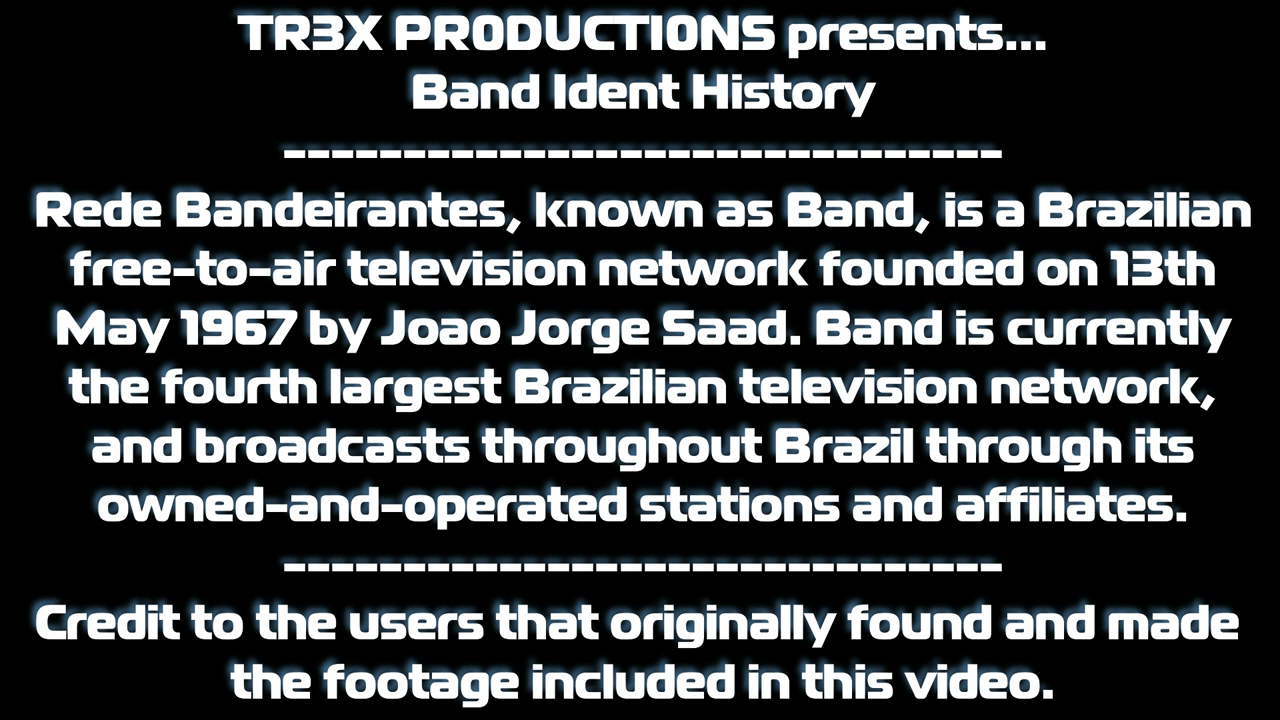 TR3X PR0DUCTI0NS presents...
Band Ident History
------------------------------
Rede Bandeirantes, known as Band, is a Brazilian
free-to-air television network founded on 13th
May 1967 by Joao Jorge Saad. Band is currently
the fourth largest Brazilian television network,
and broadcasts throughout Brazil through its
owned-and-operated stations and affiliates.
------------------------------
Credit to the users that originally found and made
the footage included in this video.